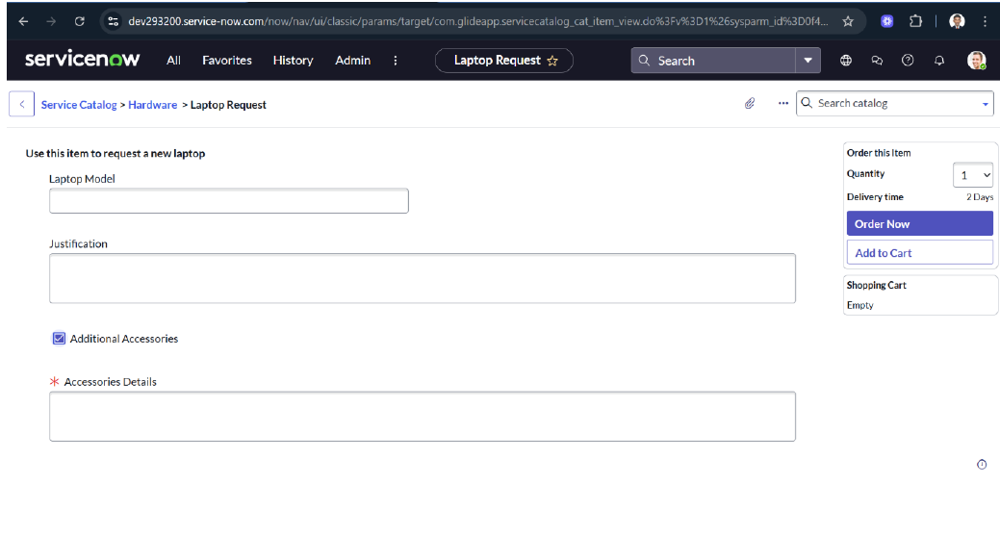 dev293200.service-now.com/now/nav/ui/classic/params/target/com.glideapp.servicecatalog_cat_item_view.do%3Fv%3D1%26sysparm_id%3D0f4...
servicenow All Favorites History Admin Laptop Request Search
Service Catalog > Hardware > Laptop Request Search catalog
Use this item to request a new laptop
Laptop Model
Justification
Additional Accessories
* Accessories Details
Order this Item
Quantity 1
Delivery time 2 Days
Order Now
Add to Cart
Shopping Cart
Empty